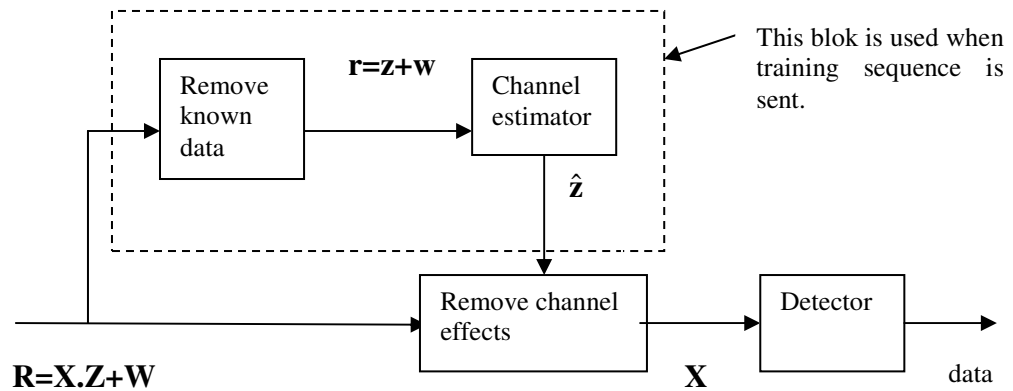 This blok is used when
training sequence is
sent.
r=z+w
Remove
known
data
Channel
estimator
ẑ
Remove channel
effects
Detector
R=X.Z+W
X
data